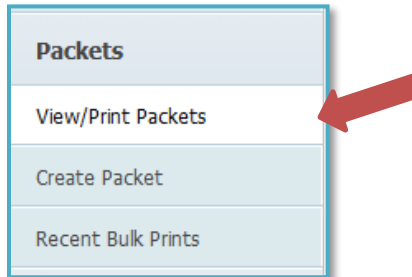 Packets
View/Print Packets
Create Packet
Recent Bulk Prints